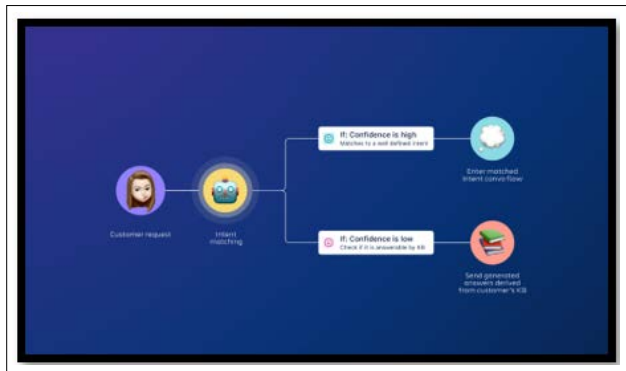 If: Confidence is high
Matches to a well defined intent
Enter matched
intent convo flow
Customer request
Intent
matching
If: Confidence is low
Check if it is answerable by KB
Send generated
answers derived
from customer's KB